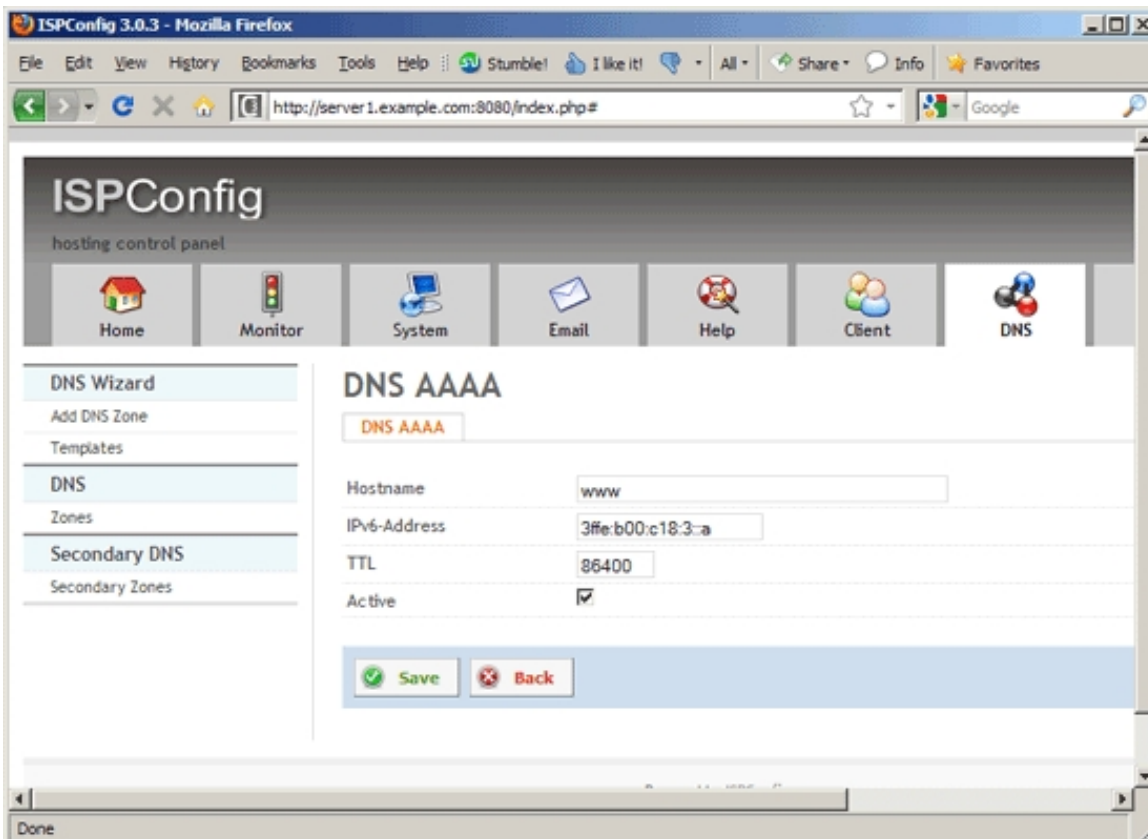 ISPConfig 3.0.3 - Mozilla Firefox
File Edit View History Bookmarks Tools Help Stumble! I like it! All Share Info Favorites
http://server1.example.com:8080/index.php# Google
ISPConfig
hosting control panel
Home Monitor System Email Help Client DNS
DNS Wizard
Add DNS Zone
Templates
DNS
Zones
Secondary DNS
Secondary Zones
DNS AAAA
DNS AAAA
Hostname www
IPv6-Address 3ffe:b00:c18:3::a
TTL 86400
Active
Save Back
Done